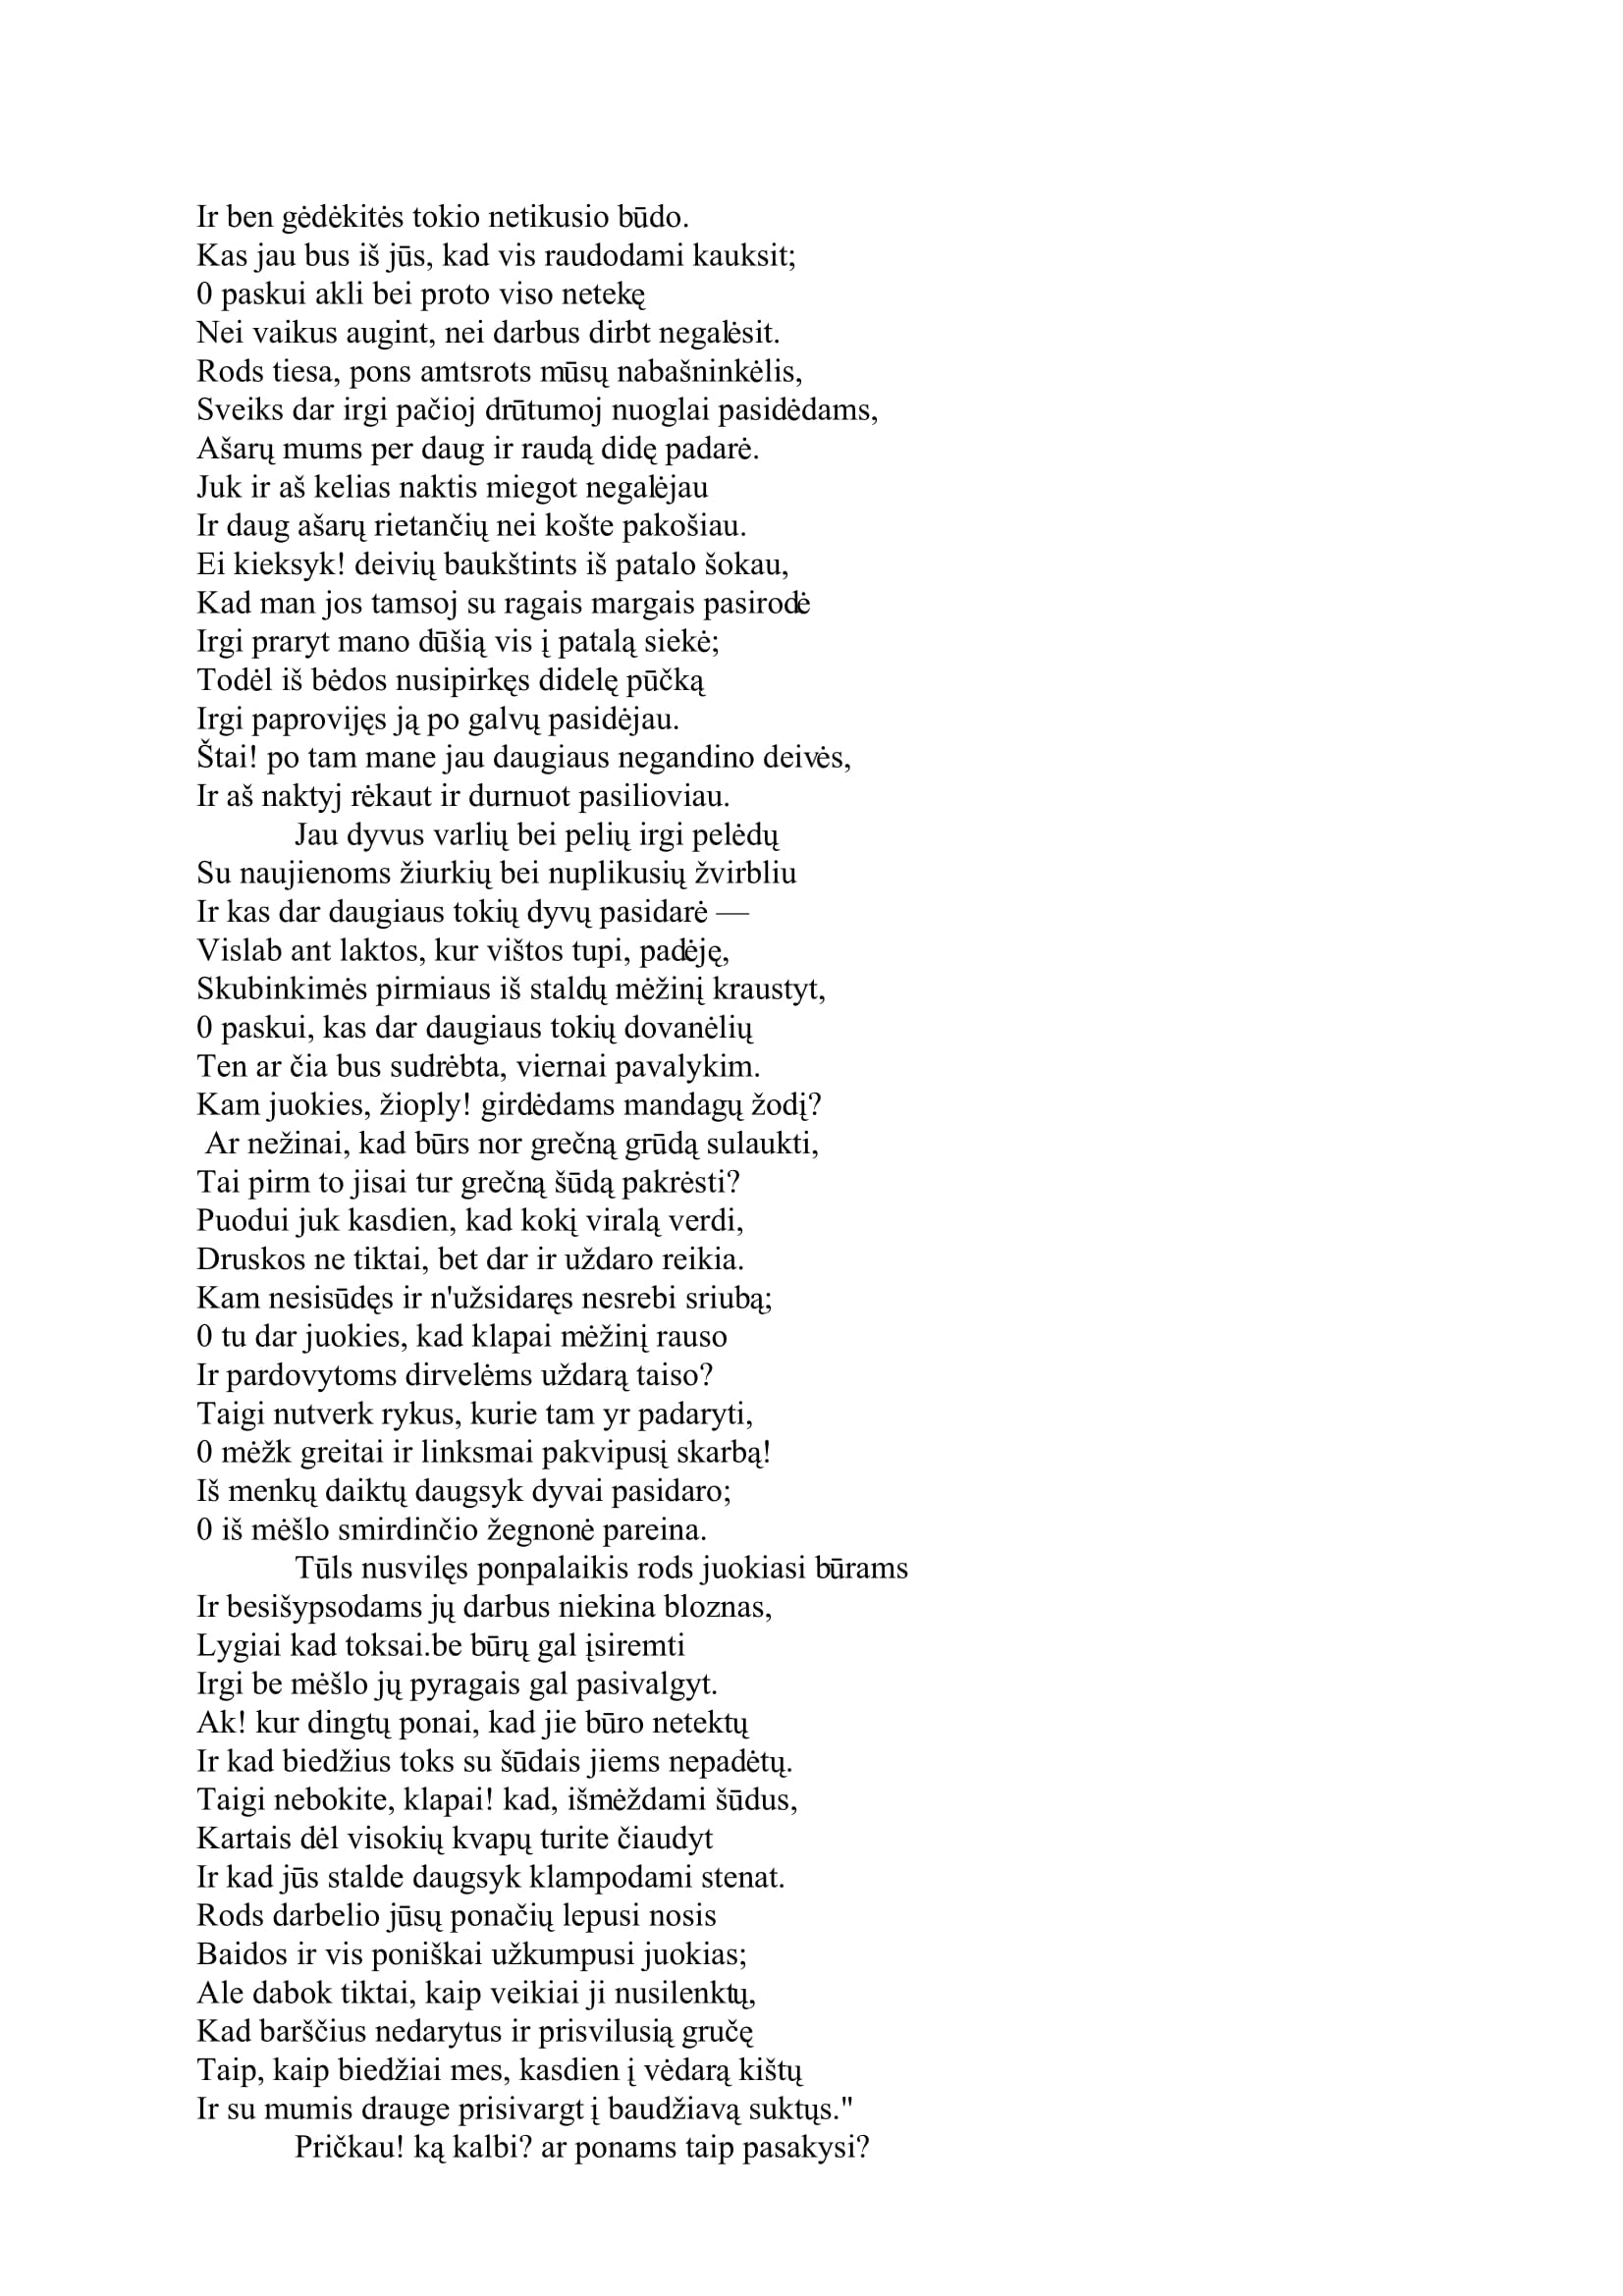 Ir ben gėdėkitės tokio netikusio būdo.
Kas jau bus iš jūs, kad vis raudodami kauksit;
0 paskui akli bei proto viso netekę
Nei vaikus augint, nei darbus dirbt negalėsit.
Rods tiesa, pons amtsrots mūsų nabašninkėlis,
Sveiks dar irgi pačioj drūtumoj nuoglai pasidėdams,
Ašarų mums per daug ir raudą didę padarė.
Juk ir aš kelias naktis miegot negalėjau
Ir daug ašarų rietančių nei košte pakošiau.
Ei kieksyk! deivių baukštints iš patalo šokau,
Kad man jos tamsoj su ragais margais pasirodė
Irgi praryt mano dūšią vis į patalą siekė;
Todėl iš bėdos nusipirkęs didelę pūčką
Irgi paprovijęs ją po galvų pasidėjau.
Štai! po tam mane jau daugiaus negandino deivės,
Ir aš naktyj rėkaut ir durnuot pasilioviau.
Jau dyvus varlių bei pelių irgi pelėdų
Su naujienoms žiurkių bei nuplikusių žvirbliu
Ir kas dar daugiaus tokių dyvų pasidarė —
Vislab ant laktos, kur vištos tupi, padėję,
Skubinkimės pirmiaus iš staldų mėžinį kraustyt,
0 paskui, kas dar daugiaus tokių dovanėlių
Ten ar čia bus sudrėbta, viernai pavalykim.
Kam juokies, žioply! girdėdams mandagų žodį?
Ar nežinai, kad būrs nor grečną grūdą sulaukti,
Tai pirm to jisai tur grečną šūdą pakrėsti?
Puodui juk kasdien, kad kokį viralą verdi,
Druskos ne tiktai, bet dar ir uždaro reikia.
Kam nesisūdęs ir n'užsidaręs nesrebi sriubą;
0 tu dar juokies, kad klapai mėžinį rauso
Ir pardovytoms dirvelėms uždarą taiso?
Taigi nutverk rykus, kurie tam yr padaryti,
0 mėžk greitai ir linksmai pakvipusį skarbą!
Iš menkų daiktų daugsyk dyvai pasidaro;
0 iš mėšlo smirdinčio žegnonė pareina.
Tūls nusvilęs ponpalaikis rods juokiasi būrams
Ir besišypsodams jų darbus niekina bloznas,
Lygiai kad toksai.be būrų gal įsiremti
Irgi be mėšlo jų pyragais gal pasivalgyt.
Ak! kur dingtų ponai, kad jie būro netektų
Ir kad biedžius toks su šūdais jiems nepadėtų.
Taigi nebokite, klapai! kad, išmėždami šūdus,
Kartais dėl visokių kvapų turite čiaudyt
Ir kad jūs stalde daugsyk klampodami stenat.
Rods darbelio jūsų ponačių lepusi nosis
Baidos ir vis poniškai užkumpusi juokias;
Ale dabok tiktai, kaip veikiai ji nusilenktų,
Kad barščius nedarytus ir prisvilusią gručę
Taip, kaip biedžiai mes, kasdien į vėdarą kištų
Ir su mumis drauge prisivargt į baudžiavą suktųs."
Pričkau! ką kalbi? ar ponams taip pasakysi?